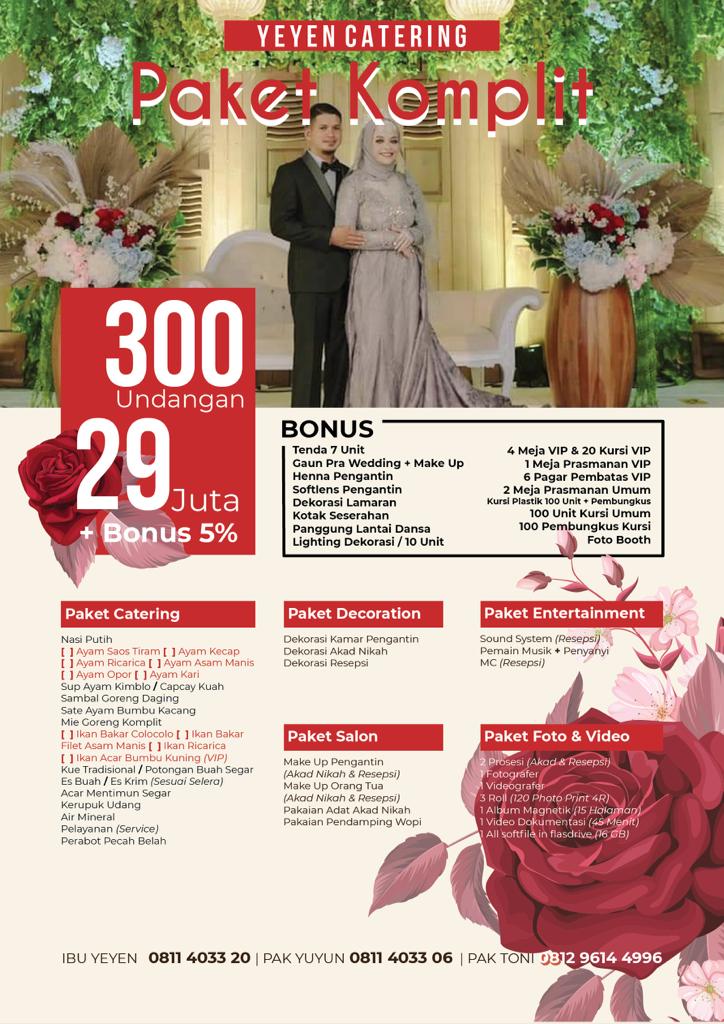 YEYEN CATERING
Paket Komplit
300
Undangan
29
Juta
+ Bonus 5%
BONUS
Tenda 7 Unit
Gaun Pra Wedding + Make Up
Henna Pengantin
Softlens Pengantin
Dekorasi Lamaran
Kotak Seserahan
Panggung Lantai Dansa
Lighting Dekorasi / 10 Unit
4 Meja VIP & 20 Kursi VIP
1 Meja Prasmanan VIP
6 Pagar Pembatas VIP
2 Meja Prasmanan Umum
Kursi Plastik 100 Unit + Pembungkus
100 Unit Kursi Umum
100 Pembungkus Kursi
Foto Booth
Paket Catering
Nasi Putih
[ ] Ayam Saos Tiram [ ] Ayam Kecap
[ ] Ayam Ricarica [ ] Ayam Asam Manis
[ ] Ayam Opor [ ] Ayam Kari
Sup Ayam Kimblo / Capcay Kuah
Sambal Goreng Daging
Sate Ayam Bumbu Kacang
Mie Goreng Komplit
[ ] Ikan Bakar Colocolo [ ] Ikan Bakar
Filet Asam Manis [ ] Ikan Ricarica
[ ] Ikan Acar Bumbu Kuning (VIP)
Kue Tradisional / Potongan Buah Segar
Es Buah / Es Krim (Sesuai Selera)
Acar Mentimun Segar
Kerupuk Udang
Air Mineral
Pelayanan (Service)
Perabot Pecah Belah
Paket Decoration
Dekorasi Kamar Pengantin
Dekorasi Akad Nikah
Dekorasi Resepsi
Paket Salon
Make Up Pengantin
(Akad Nikah & Resepsi)
Make Up Orang Tua
(Akad Nikah & Resepsi)
Pakaian Adat Akad Nikah
Pakaian Pendamping Wopi
Paket Entertainment
Sound System (Resepsi)
Pemain Musik + Penyanyi
MC (Resepsi)
Paket Foto & Video
2 Prosesi (Akad & Resepsi)
1 Fotografer
1 Videografer
3 Roll (120 Photo Print 4R)
1 Album Magnetik (15 Halaman)
1 Video Dokumentasi (45 Menit)
1 All softfile in flasdrive (16 GB)
IBU YEYEN 0811 4033 20 | PAK YUYUN 0811 4033 06 | PAK TONI 0812 9614 4996